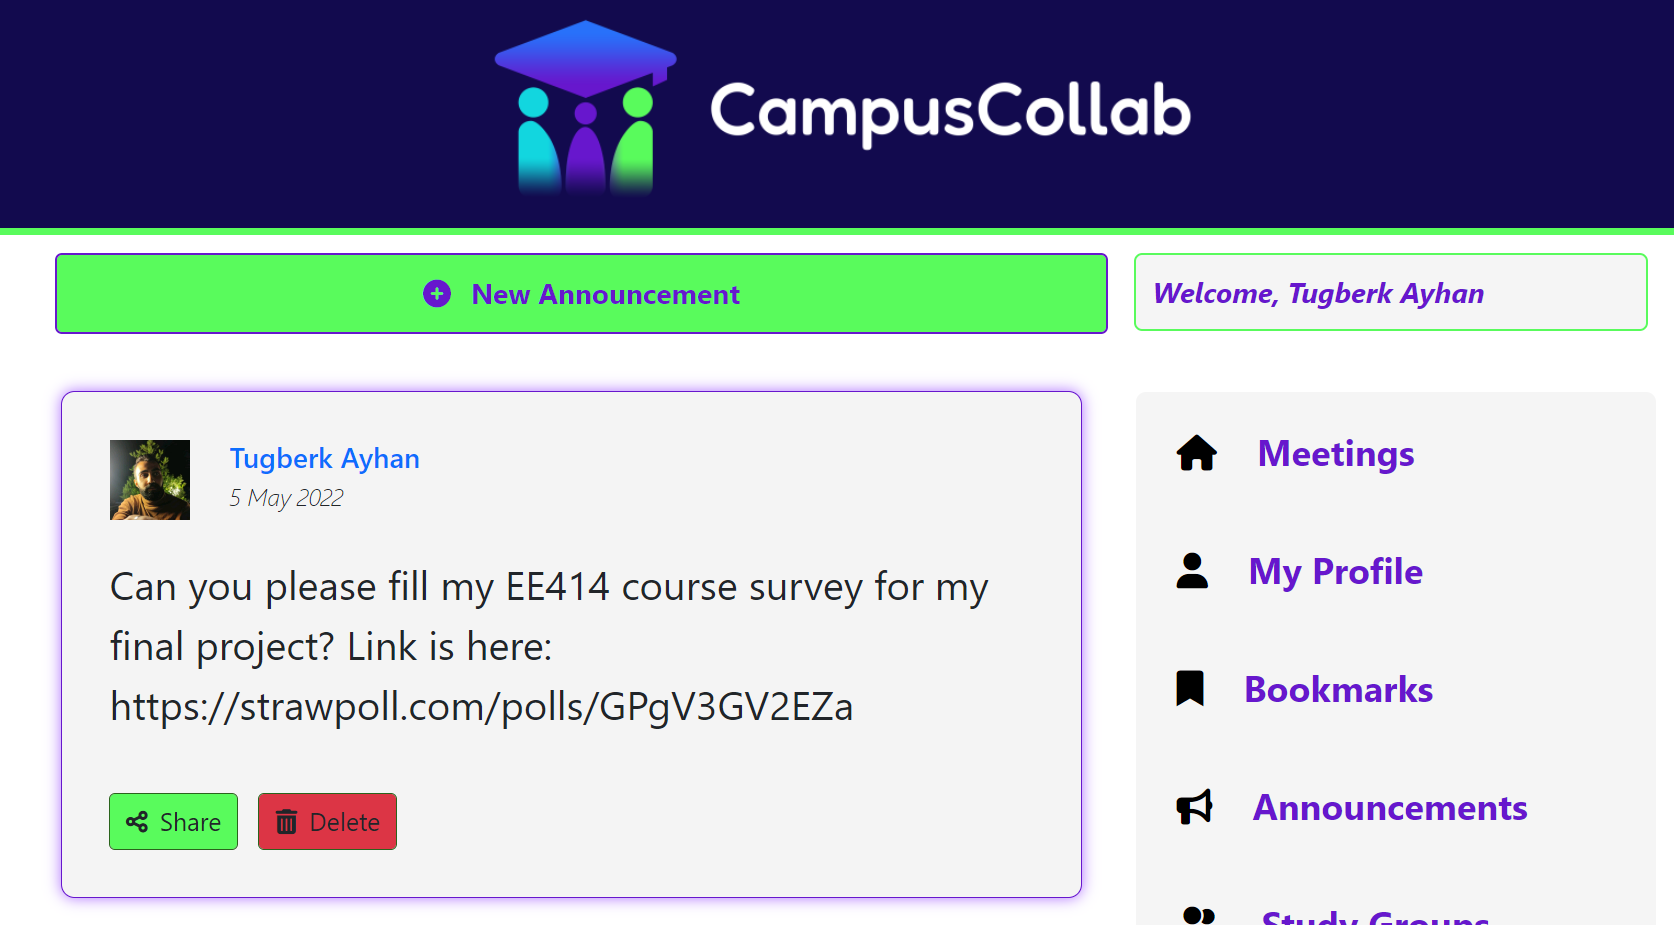 CampusCollab
New Announcement
Welcome, Tugberk Ayhan
Tugberk Ayhan
5 May 2022
Can you please fill my EE414 course survey for my
final project? Link is here:
https://strawpoll.com/polls/GPgV3GV2EZa
Share
Delete
Meetings
My Profile
Bookmarks
Announcements
Study Groups